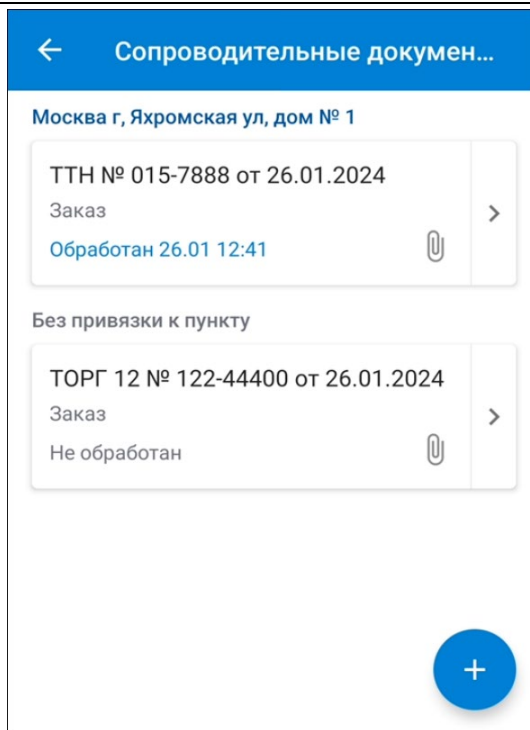 Сопроводительные докумен...
Москва г, Яхромская ул, дом № 1
ТТН № 015-7888 от 26.01.2024
Заказ
Обработан 26.01 12:41
Без привязки к пункту
ТОРГ 12 № 122-44400 от 26.01.2024
Заказ
Не обработан